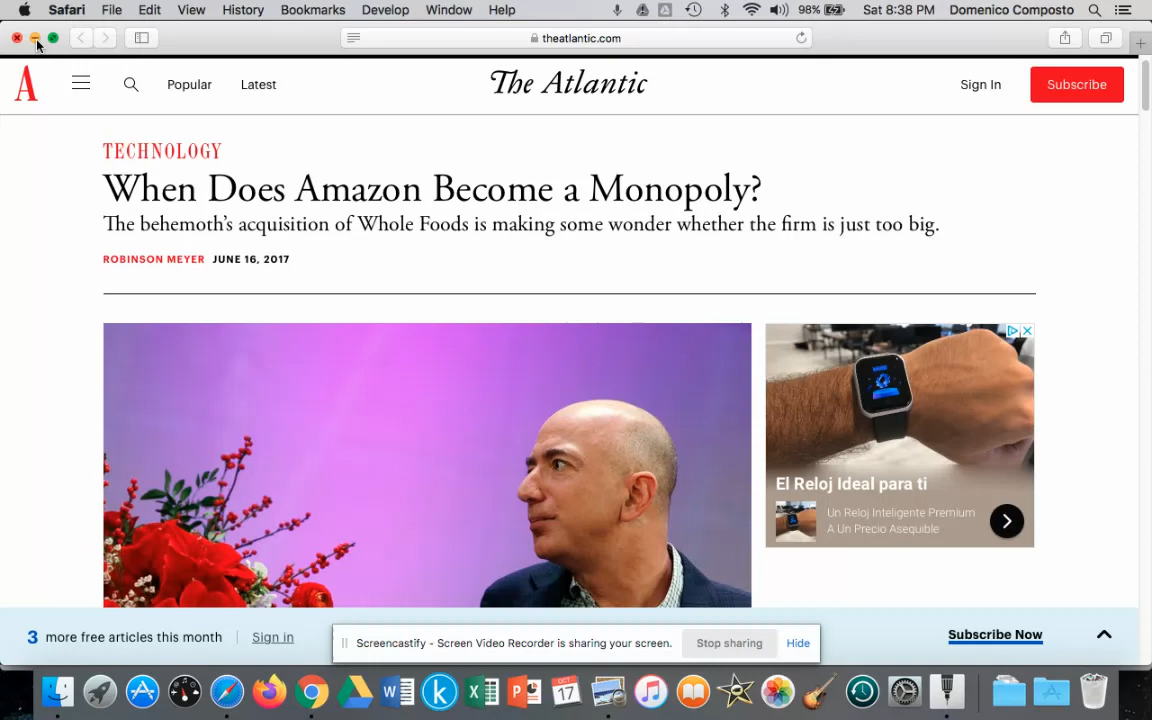 Safari File Edit View History Bookmarks Develop Window Help 98% Sat 8:38 PM Domenico Composto
theatlantic.com
A Popular Latest The Atlantic Sign In Subscribe
TECHNOLOGY
When Does Amazon Become a Monopoly?
The behemoth's acquisition of Whole Foods is making some wonder whether the firm is just too big.
ROBINSON MEYER JUNE 16, 2017
El Reloj Ideal para ti
Un Reloj Inteligente Premium
A Un Precio Asequible
3 more free articles this month Sign in
Screencastify - Screen Video Recorder is sharing your screen. Stop sharing Hide
Subscribe Now
OCT
17